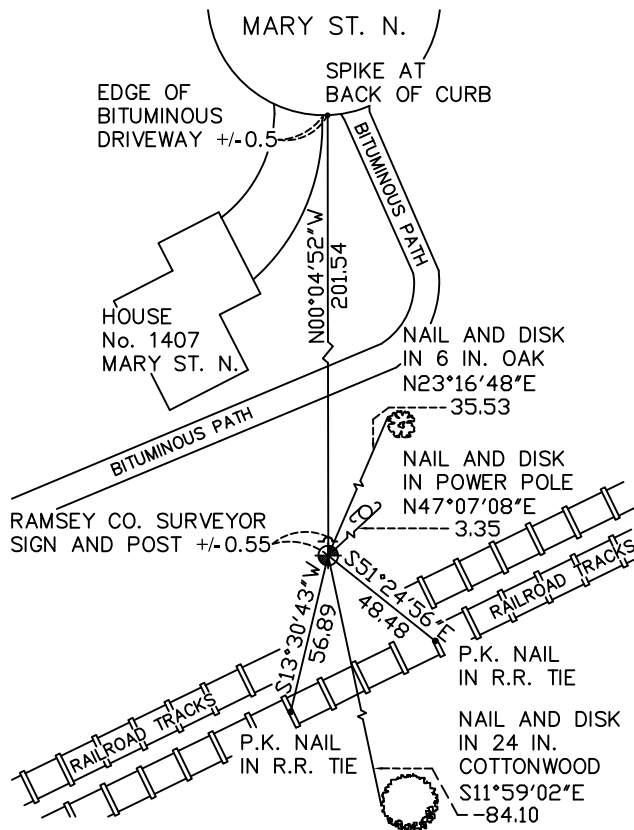 MARY ST. N.
SPIKE AT
BACK OF CURB
EDGE OF
BITUMINOUS
DRIVEWAY +/-0.5
BITUMINOUS PATH
N00°04'52"W
201.54
HOUSE
No. 1407
MARY ST. N.
NAIL AND DISK
IN 6 IN. OAK
N23°16'48"E
35.53
BITUMINOUS PATH
NAIL AND DISK
IN POWER POLE
N47°07'08"E
3.35
RAMSEY CO. SURVEYOR
SIGN AND POST +/-0.55
S51°24'56"E
48.48
RAILROAD TRACKS
S13°30'43"W
56.89
P.K. NAIL
IN R.R. TIE
RAILROAD TRACKS
P.K. NAIL
IN R.R. TIE
NAIL AND DISK
IN 24 IN.
COTTONWOOD
S11°59'02"E
84.10